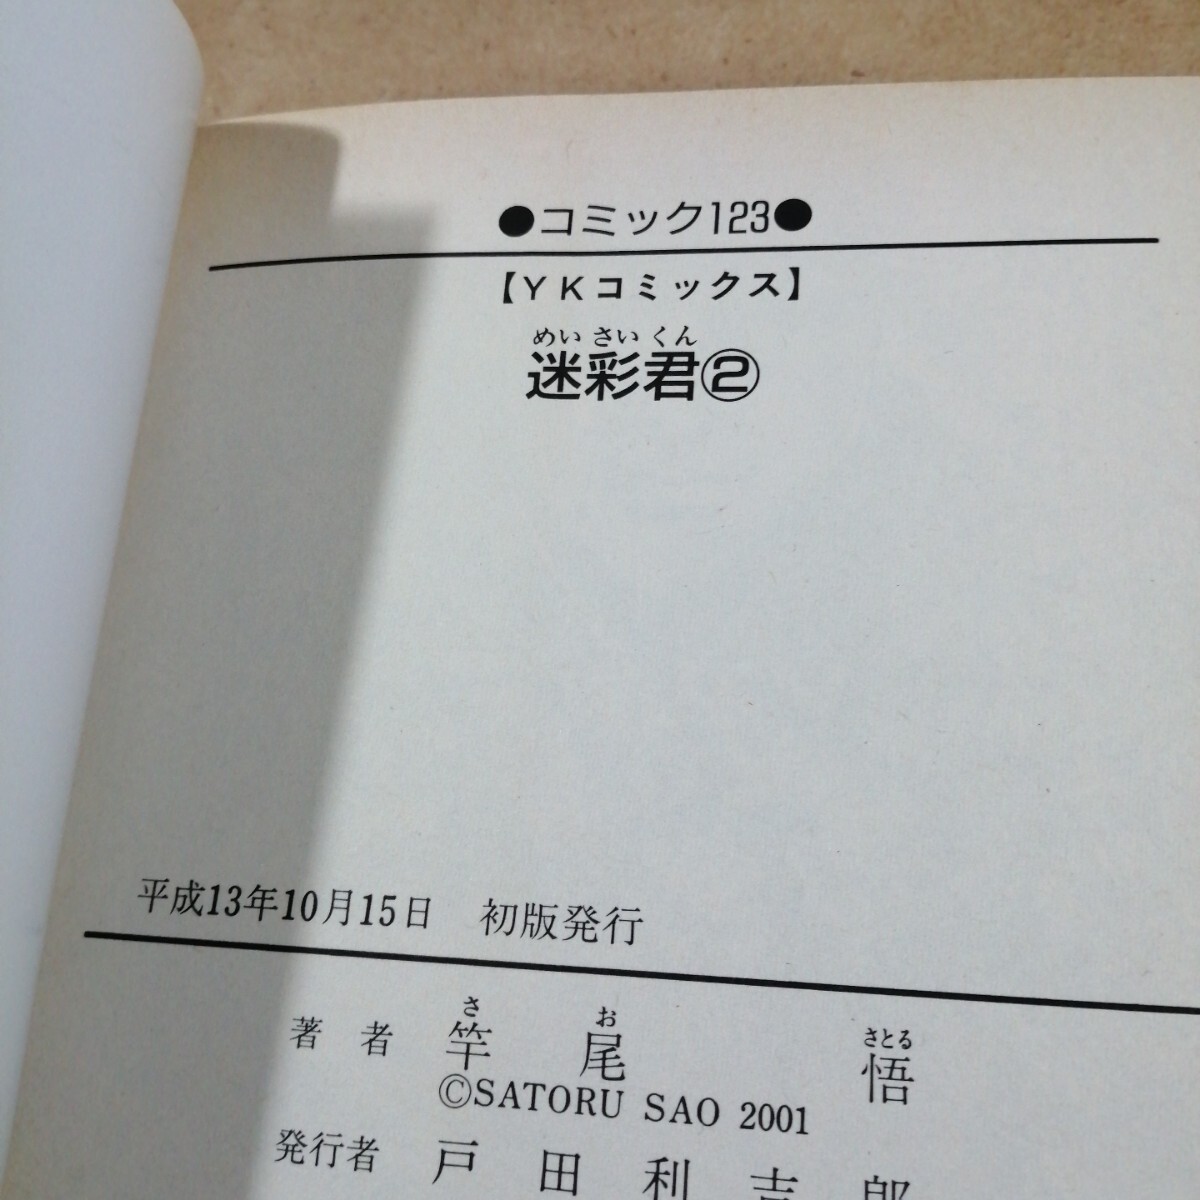 ●コミック123●
【YKコミックス】
めいさいくん
迷彩君②
平成13年10月15日 初版発行
さ お さとる
著者 竿尾 悟
©SATORU SAO 2001
発行者 戸田利吉郎